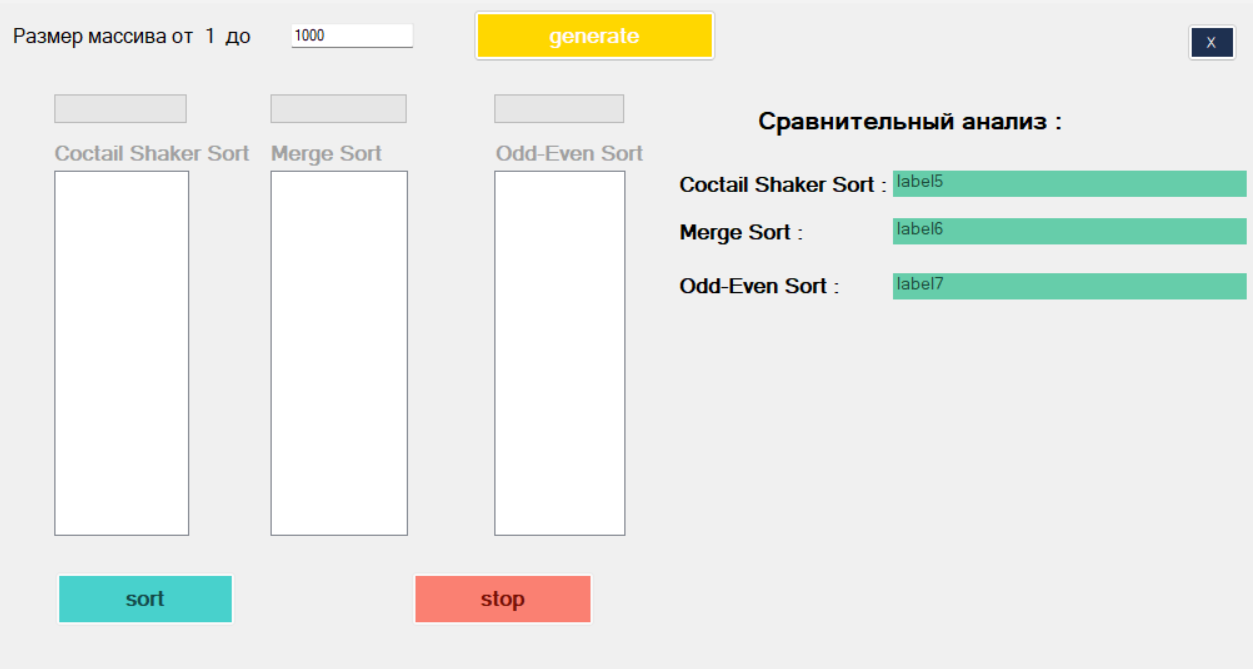 Размер массива от 1 до 1000 generate
X
Сравнительный анализ :
Coctail Shaker Sort Merge Sort Odd-Even Sort
Coctail Shaker Sort : label5
Merge Sort : label6
Odd-Even Sort : label7
sort stop